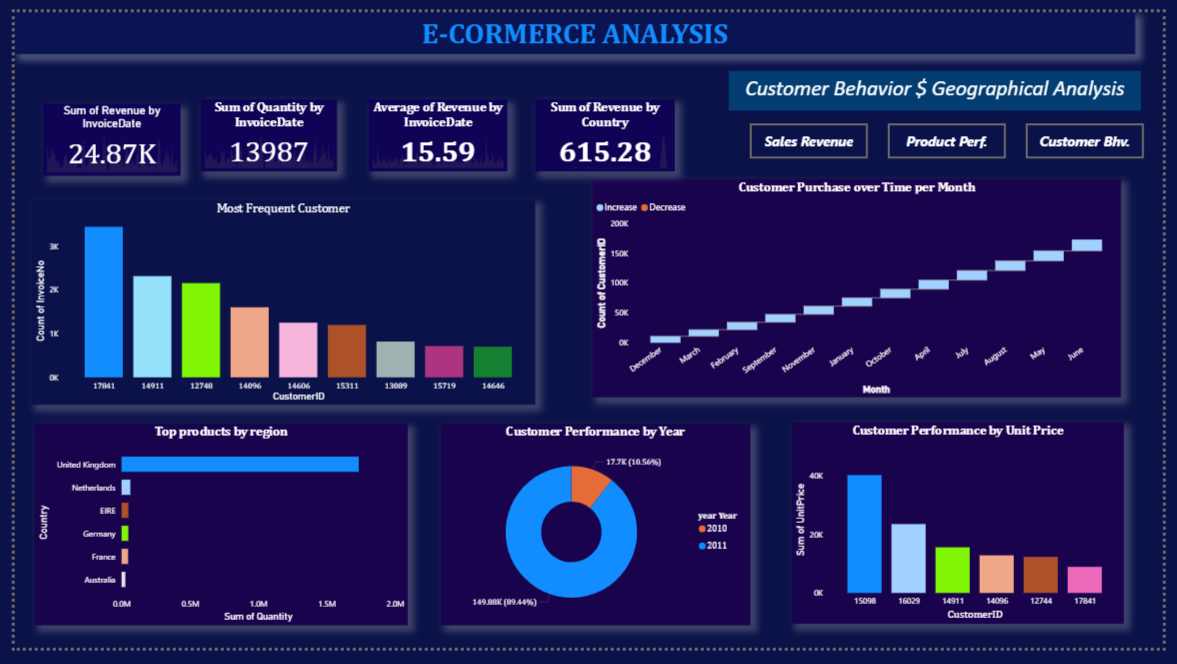 E-CORMERCE ANALYSIS
Customer Behavior $ Geographical Analysis
Sum of Revenue by
InvoiceDate
24.87K
Sum of Quantity by
InvoiceDate
13987
Average of Revenue by
InvoiceDate
15.59
Sum of Revenue by
Country
615.28
Sales Revenue
Product Perf.
Customer Bhv.
Most Frequent Customer
Count of InvoiceNo
3K
2K
1K
0K
17841 14911 12748 14096 14606 15311 13089 15719 14646
CustomerID
Customer Purchase over Time per Month
Increase Decrease
Count of CustomerID
200K
150K
100K
50K
0K
December March February September November January October April July August May June
Month
Top products by region
Country
United Kingdom
Netherlands
EIRE
Germany
France
Australia
0.0M 0.5M 1.0M 1.5M 2.0M
Sum of Quantity
Customer Performance by Year
17.7K (10.56%)
149.88K (89.44%)
year Year
2010
2011
Customer Performance by Unit Price
Sum of UnitPrice
40K
20K
0K
15098 16029 14911 14096 12744 17841
CustomerID